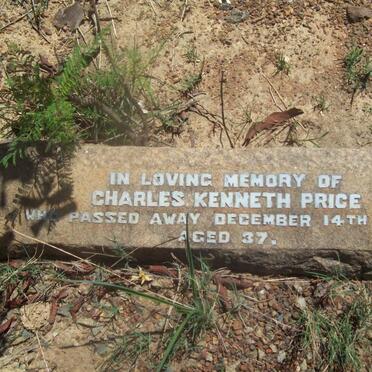 IN LOVING MEMORY OF
CHARLES KENNETH PRICE
WHO PASSED AWAY DECEMBER 14TH
AGED 37.